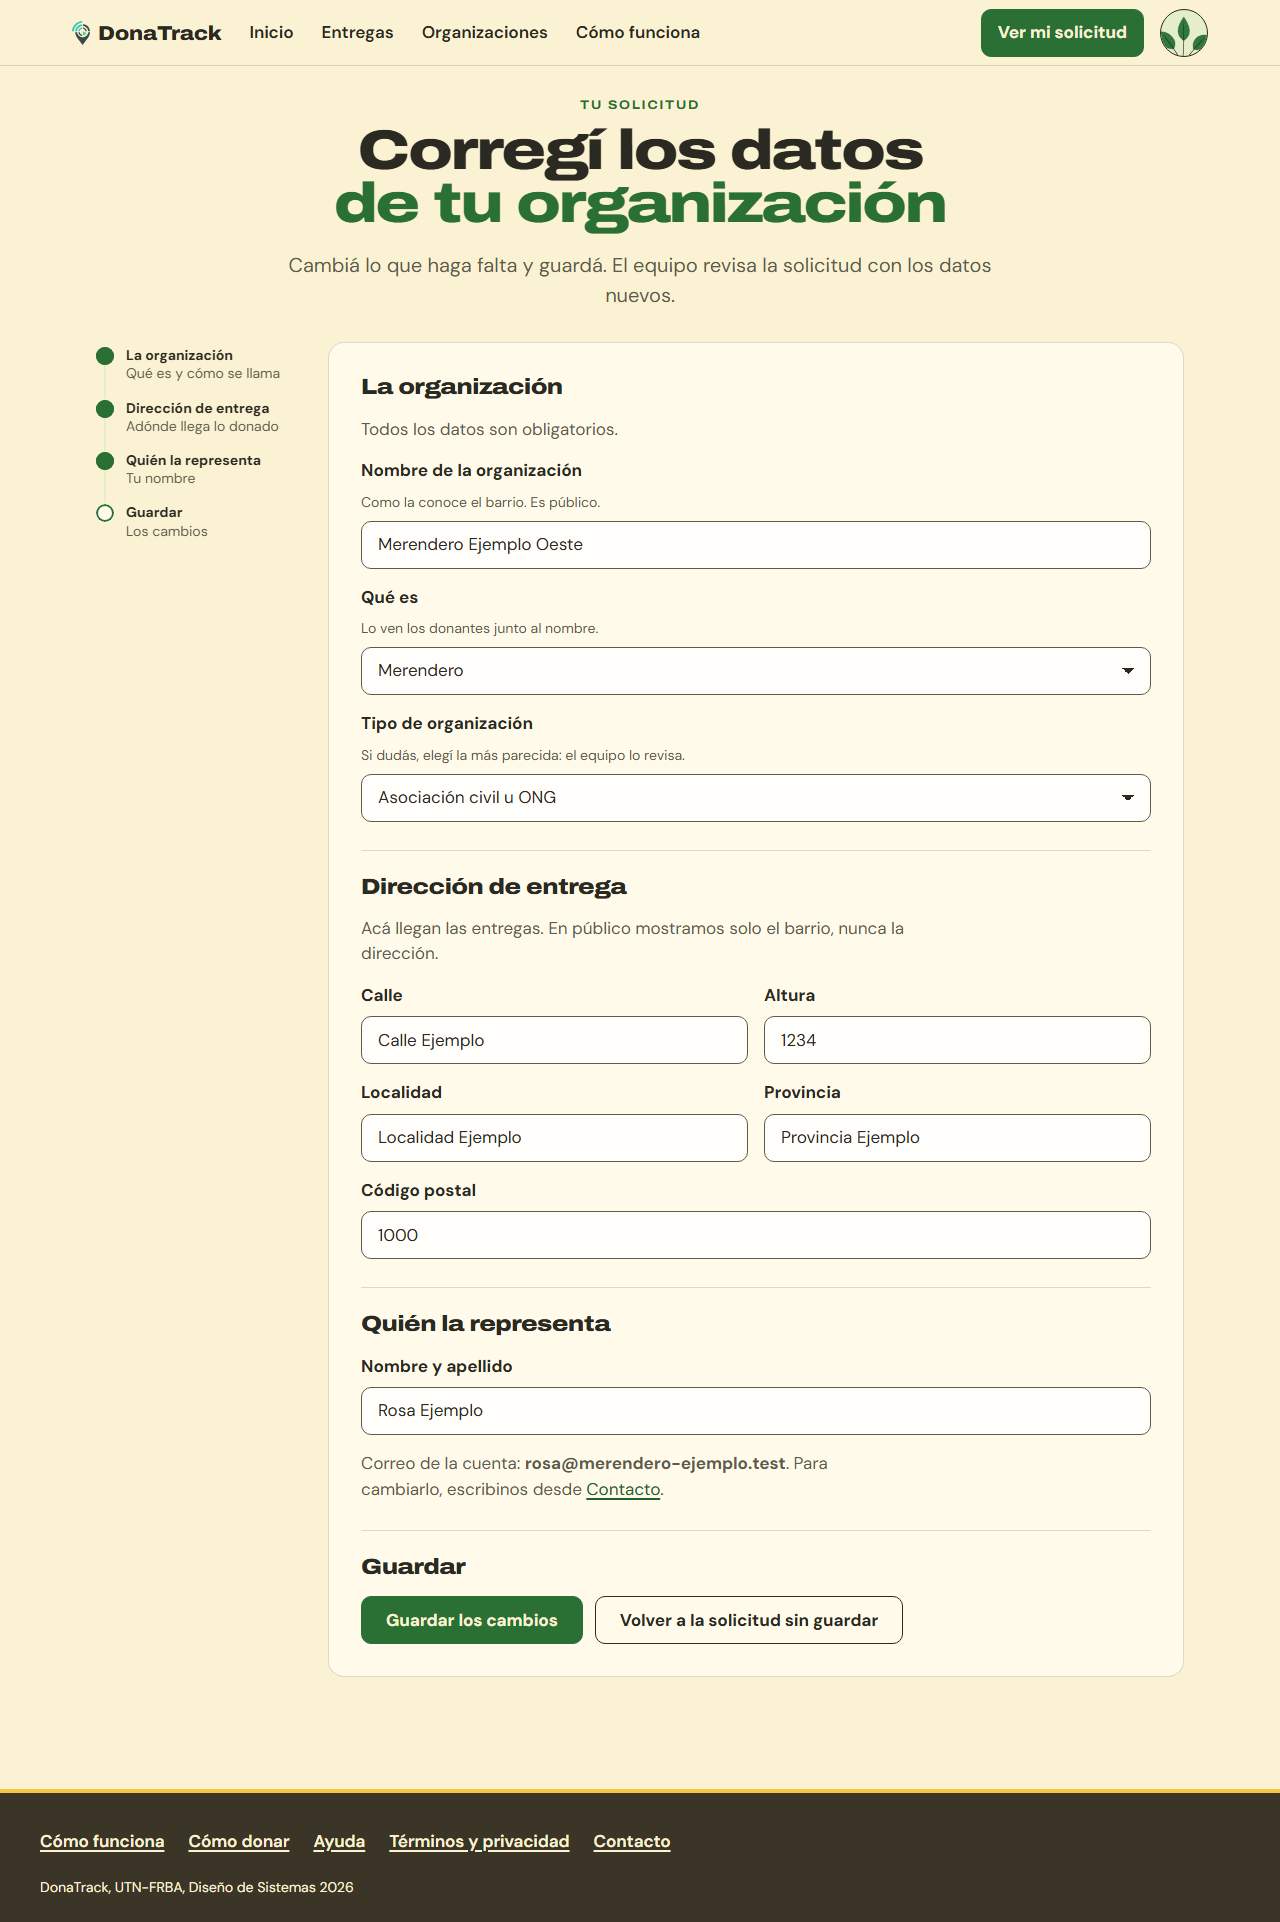 DonaTrack
Inicio
Entregas
Organizaciones
Cómo funciona
Ver mi solicitud
TU SOLICITUD
Corregí los datos
de tu organización
Cambiá lo que haga falta y guardá. El equipo revisa la solicitud con los datos
nuevos.
La organización
Qué es y cómo se llama
Dirección de entrega
Adónde llega lo donado
Quién la representa
Tu nombre
Guardar
Los cambios
La organización
Todos los datos son obligatorios.
Nombre de la organización
Como la conoce el barrio. Es público.
Merendero Ejemplo Oeste
Qué es
Lo ven los donantes junto al nombre.
Merendero
Tipo de organización
Si dudás, elegí la más parecida: el equipo lo revisa.
Asociación civil u ONG
Dirección de entrega
Acá llegan las entregas. En público mostramos solo el barrio, nunca la
dirección.
Calle
Altura
Calle Ejemplo
1234
Localidad
Provincia
Localidad Ejemplo
Provincia Ejemplo
Código postal
1000
Quién la representa
Nombre y apellido
Rosa Ejemplo
Correo de la cuenta: rosa@merendero-ejemplo.test. Para
cambiarlo, escribinos desde Contacto.
Guardar
Guardar los cambios
Volver a la solicitud sin guardar
Cómo funciona
Cómo donar
Ayuda
Términos y privacidad
Contacto
DonaTrack, UTN-FRBA, Diseño de Sistemas 2026